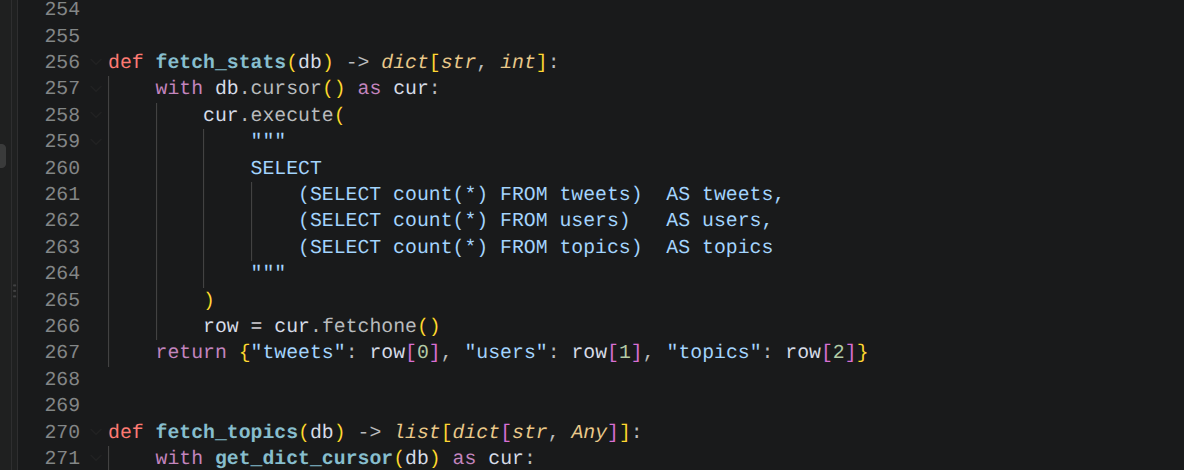 254
255
256 def fetch_stats(db) -> dict[str, int]:
257     with db.cursor() as cur:
258         cur.execute(
259             """
260             SELECT
261                 (SELECT count(*) FROM tweets)  AS tweets,
262                 (SELECT count(*) FROM users)   AS users,
263                 (SELECT count(*) FROM topics)  AS topics
264             """
265         )
266         row = cur.fetchone()
267     return {"tweets": row[0], "users": row[1], "topics": row[2]}
268
269
270 def fetch_topics(db) -> list[dict[str, Any]]:
271     with get_dict_cursor(db) as cur: